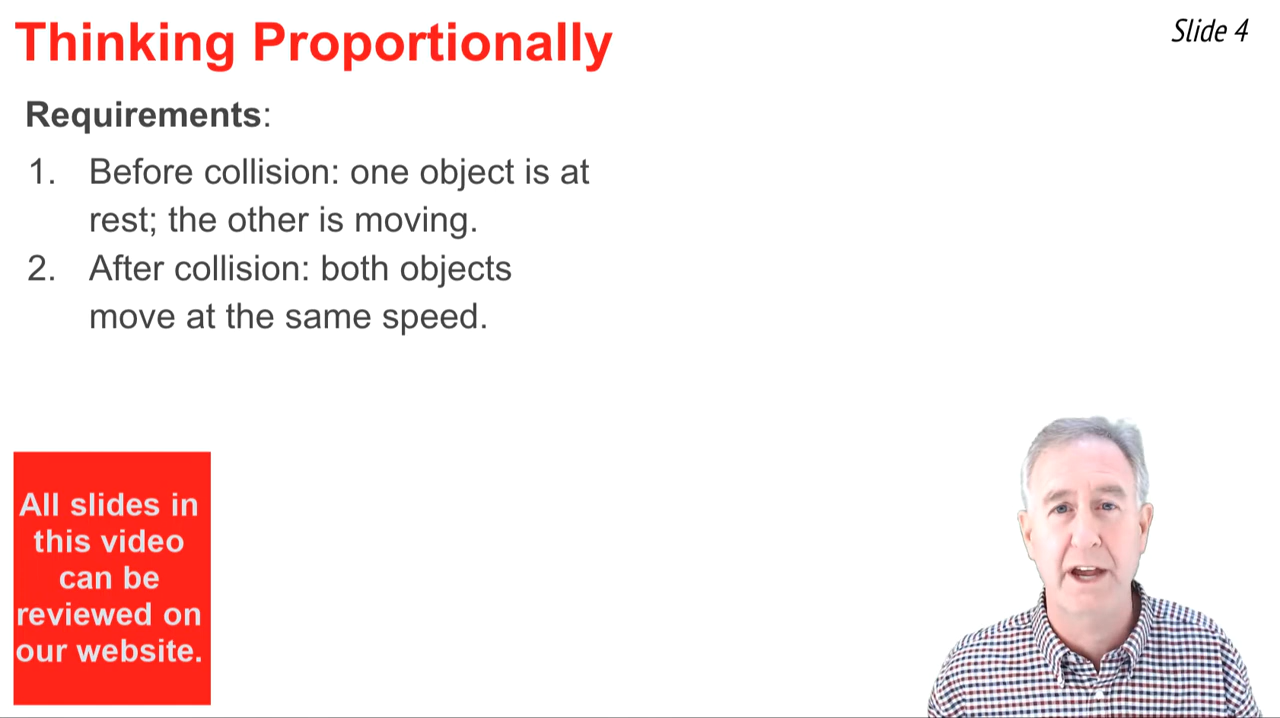 Thinking Proportionally
Slide 4
Requirements:
1. Before collision: one object is at
rest; the other is moving.
2. After collision: both objects
move at the same speed.
All slides in
this video
can be
reviewed on
our website.